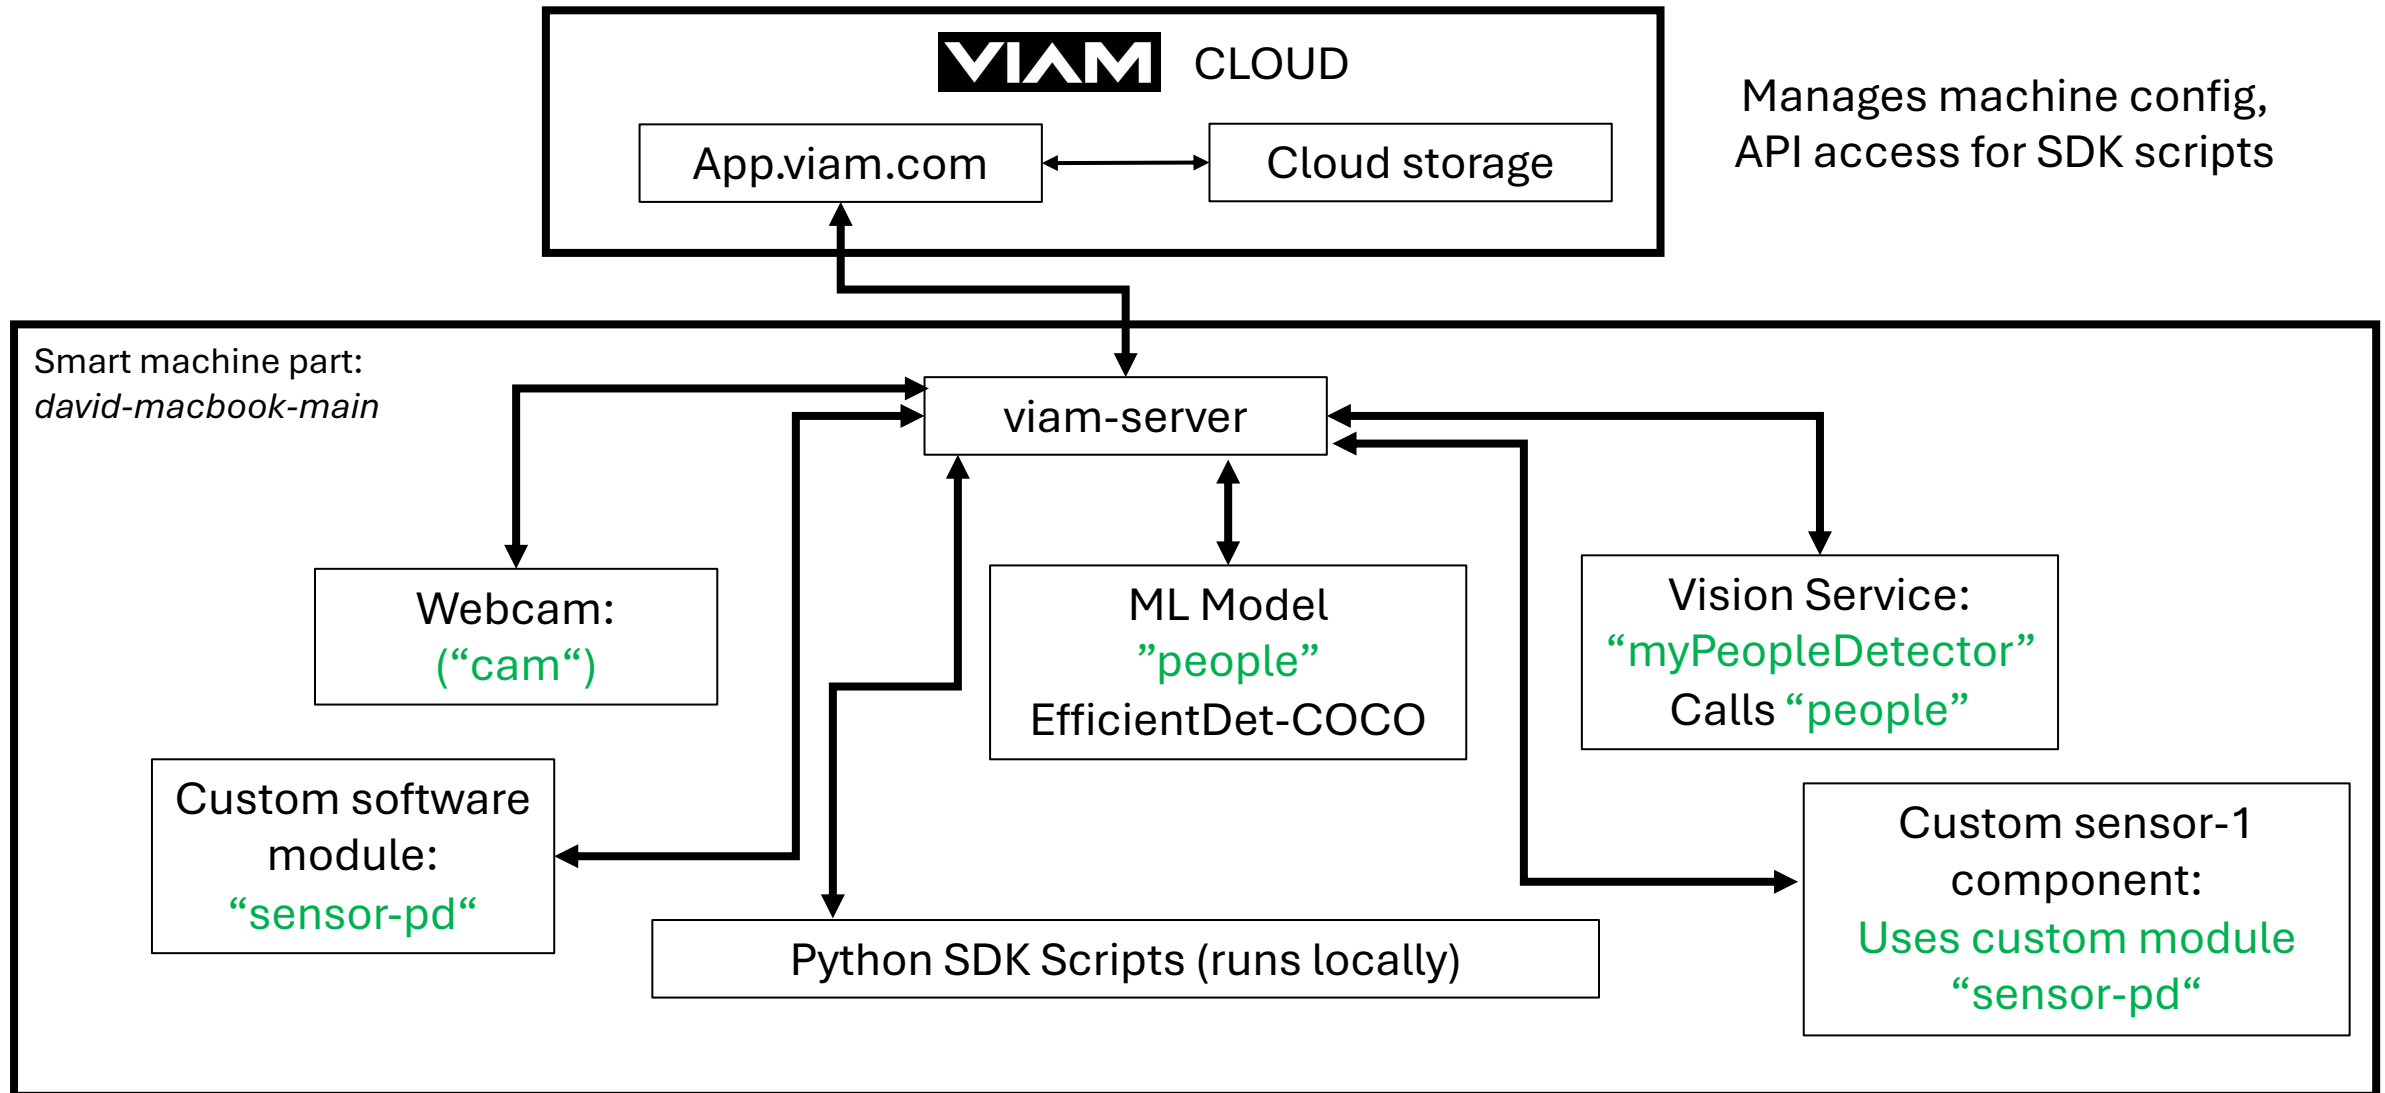 VIAM CLOUD
App.viam.com
Cloud storage
Manages machine config,
API access for SDK scripts
Smart machine part:
david-macbook-main
viam-server
Webcam:
(“cam“)
ML Model
”people”
EfficientDet-COCO
Vision Service:
“myPeopleDetector”
Calls “people”
Custom software
module:
“sensor-pd“
Custom sensor-1
component:
Uses custom module
“sensor-pd“
Python SDK Scripts (runs locally)